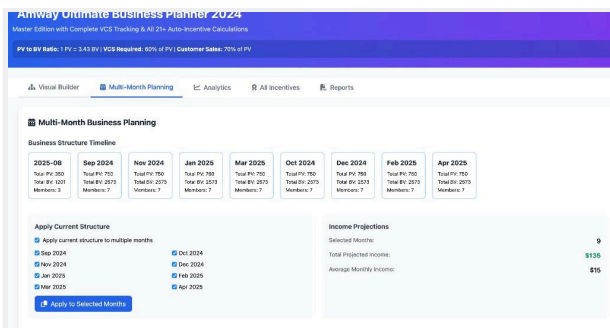 Amway Ultimate Business Planner 2024
Master Edition with Complete VCS Tracking & All 21+ Auto-Incentive Calculations
PV to BV Ratio: 1 PV = 3.43 BV | VCS Required: 60% of PV | Customer Sales: 70% of PV
Visual Builder
Multi-Month Planning
Analytics
All Incentives
Reports
Multi-Month Business Planning
Business Structure Timeline
2025-08
Total PV: 350
Total BV: 1201
Members: 3
Sep 2024
Total PV: 750
Total BV: 2573
Members: 7
Nov 2024
Total PV: 750
Total BV: 2573
Members: 7
Jan 2025
Total PV: 750
Total BV: 2573
Members: 7
Mar 2025
Total PV: 750
Total BV: 2573
Members: 7
Oct 2024
Total PV: 750
Total BV: 2573
Members: 7
Dec 2024
Total PV: 750
Total BV: 2573
Members: 7
Feb 2025
Total PV: 750
Total BV: 2573
Members: 7
Apr 2025
Total PV: 750
Total BV: 2573
Members: 7
Apply Current Structure
Apply current structure to multiple months
Sep 2024
Oct 2024
Nov 2024
Dec 2024
Jan 2025
Feb 2025
Mar 2025
Apr 2025
Apply to Selected Months
Income Projections
Selected Months: 9
Total Projected Income: $135
Average Monthly Income: $15